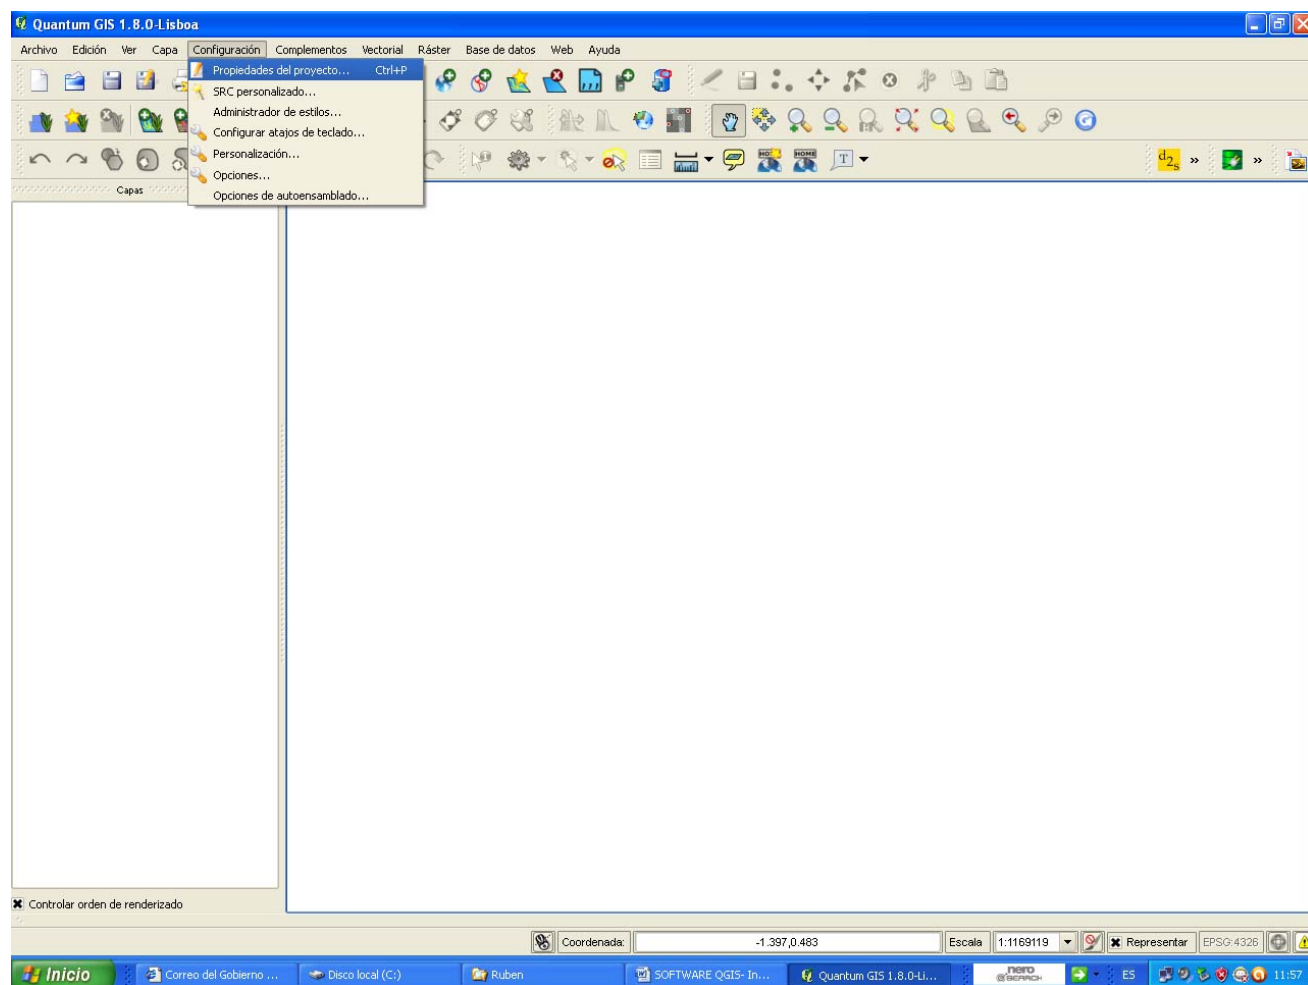 Quantum GIS 1.8.0-Lisboa
Archivo Edición Ver Capa Configuración Complementos Vectorial Ráster Base de datos Web Ayuda
Propiedades del proyecto... Ctrl+P
SRC personalizado...
Administrador de estilos...
Configurar atajos de teclado...
Personalización...
Opciones...
Opciones de autoensamblado...
Capas
Controlar orden de renderizado
Coordenada: -1.397,0.483 Escala 1:1169119 Representar EPSG:4326
Inicio Correo del Gobierno ... Disco local (C:) Ruben SOFTWARE QGIS- In... Quantum GIS 1.8.0-Li... nero SEARCH ES 11:57